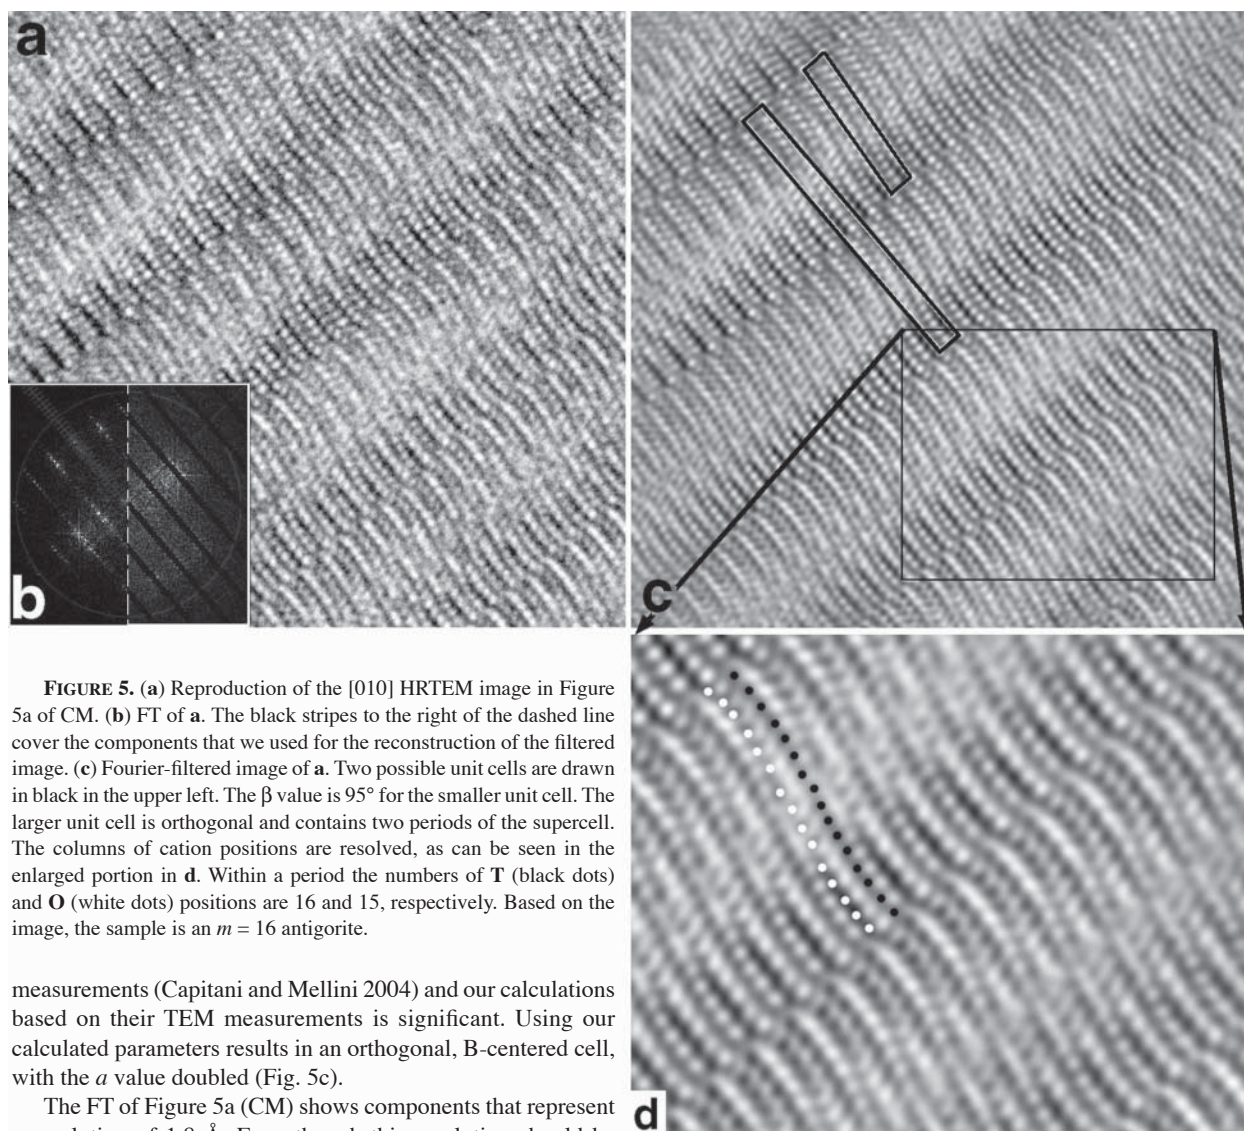 a
b
c
FIGURE 5. (a) Reproduction of the [010] HRTEM image in Figure
5a of CM. (b) FT of a. The black stripes to the right of the dashed line
cover the components that we used for the reconstruction of the filtered
image. (c) Fourier-filtered image of a. Two possible unit cells are drawn
in black in the upper left. The β value is 95° for the smaller unit cell. The
larger unit cell is orthogonal and contains two periods of the supercell.
The columns of cation positions are resolved, as can be seen in the
enlarged portion in d. Within a period the numbers of T (black dots)
and O (white dots) positions are 16 and 15, respectively. Based on the
image, the sample is an m = 16 antigorite.
measurements (Capitani and Mellini 2004) and our calculations
based on their TEM measurements is significant. Using our
calculated parameters results in an orthogonal, B-centered cell,
with the a value doubled (Fig. 5c).
The FT of Figure 5a (CM) shows components that represent
d